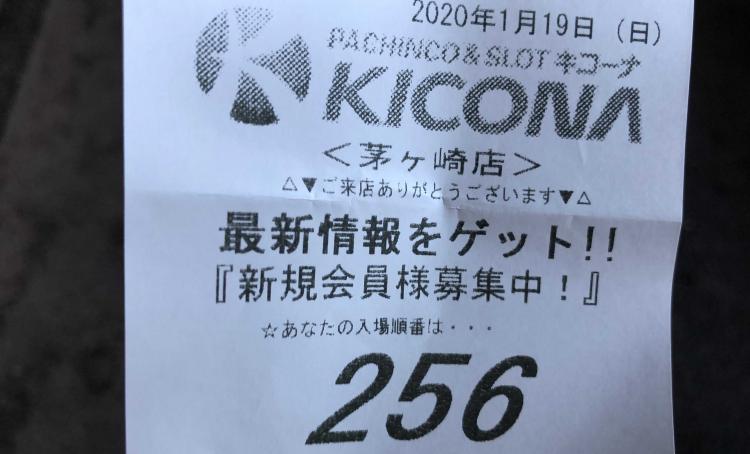 2020年1月19日（日）
PACHINCO&SLOT キコーナ
KICONA
＜茅ヶ崎店＞
△▼ご来店ありがとうございます▼△
最新情報をゲット!!
『新規会員様募集中！』
☆あなたの入場順番は・・・
256